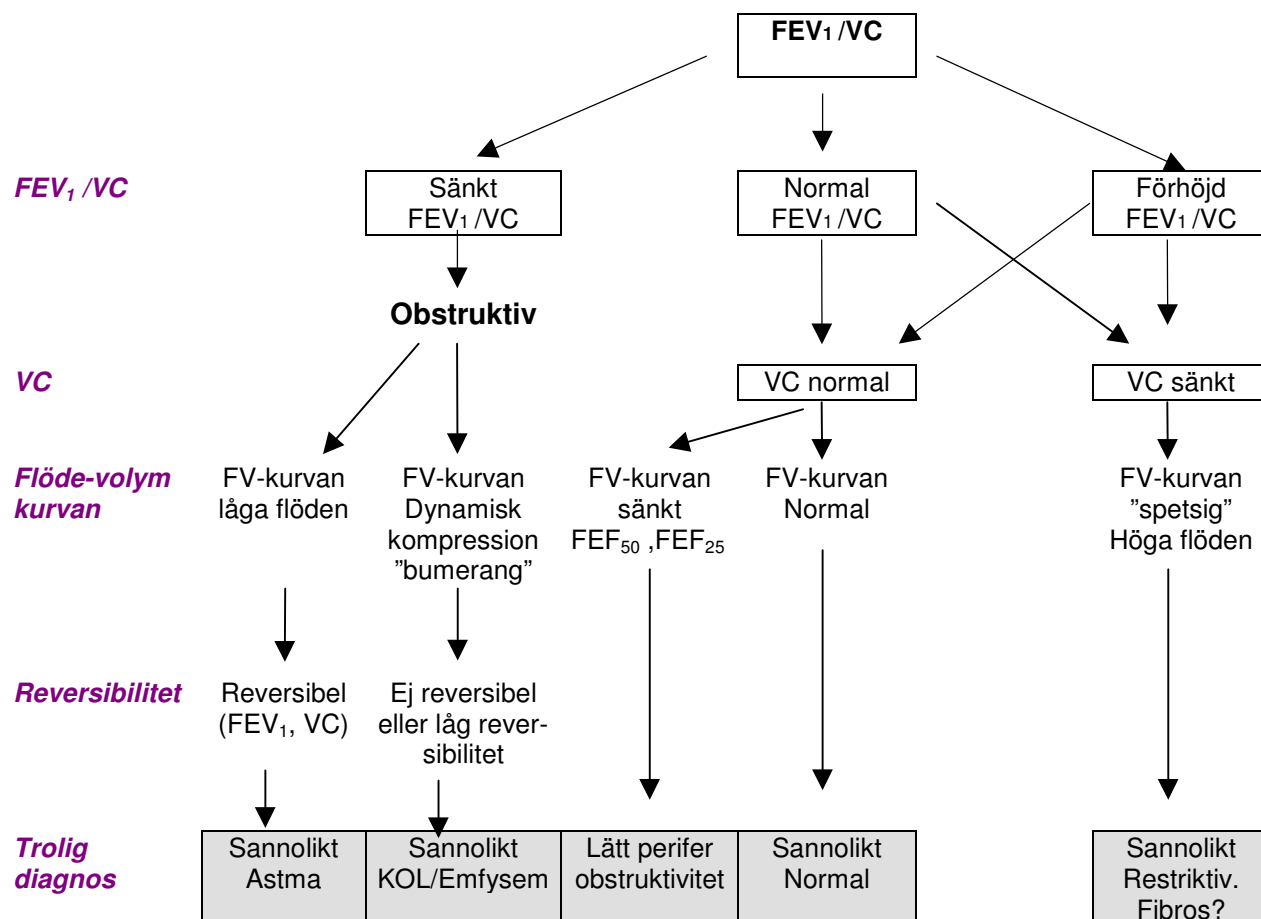 FEV₁ /VC
FEV₁ /VC
Sänkt
FEV₁ /VC
Normal
FEV₁ /VC
Förhöjd
FEV₁ /VC
Obstruktiv
VC
VC normal
VC sänkt
Flöde-volym
kurvan
FV-kurvan
låga flöden
FV-kurvan
Dynamisk
kompression
”bumerang”
FV-kurvan
sänkt
FEF₅₀ ,FEF₂₅
FV-kurvan
Normal
FV-kurvan
”spetsig”
Höga flöden
Reversibilitet
Reversibel
(FEV₁, VC)
Ej reversibel
eller låg rever-
sibilitet
Trolig
diagnos
Sannolikt
Astma
Sannolikt
KOL/Emfysem
Lätt perifer
obstruktivitet
Sannolikt
Normal
Sannolikt
Restriktiv.
Fibros?